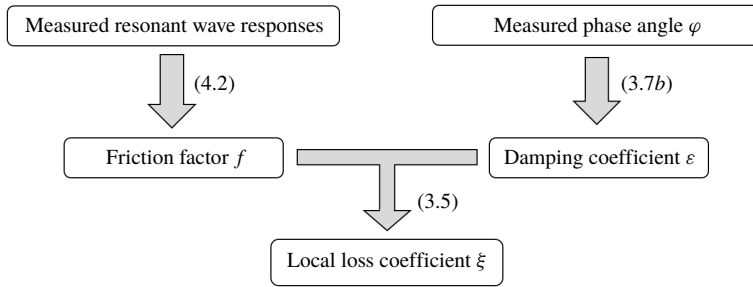 Measured resonant wave responses
Measured phase angle φ
(4.2)
(3.7b)
Friction factor f
Damping coefficient ε
(3.5)
Local loss coefficient ξ